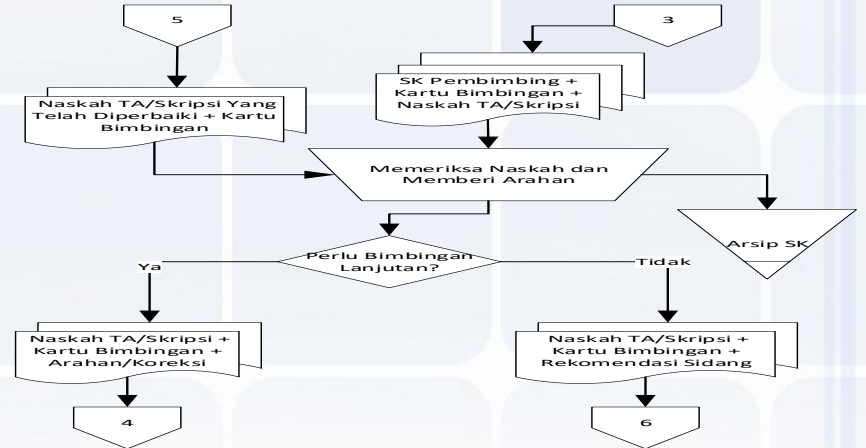 5
3
Naskah TA/Skripsi Yang
Telah Diperbaiki + Kartu
Bimbingan
SK Pembimbing +
Kartu Bimbingan +
Naskah TA/Skripsi
Memeriksa Naskah dan
Memberi Arahan
Arsip SK
Perlu Bimbingan
Lanjutan?
Ya
Tidak
Naskah TA/Skripsi +
Kartu Bimbingan +
Arahan/Koreksi
Naskah TA/Skripsi +
Kartu Bimbingan +
Rekomendasi Sidang
4
6